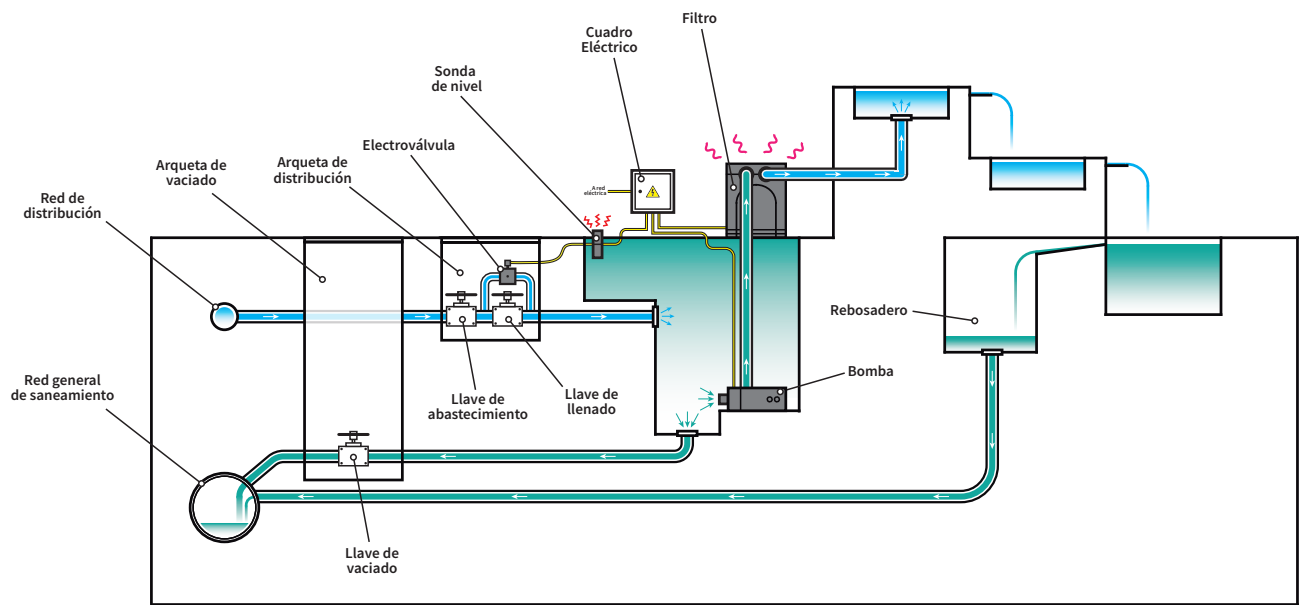 Filtro
Cuadro
Eléctrico
Sonda
de nivel
Electroválvula
Arqueta de
distribución
Arqueta de
vaciado
Red de
distribución
A red
eléctrica
Rebosadero
Bomba
Red general
de saneamiento
Llave de
abastecimiento
Llave de
llenado
Llave de
vaciado